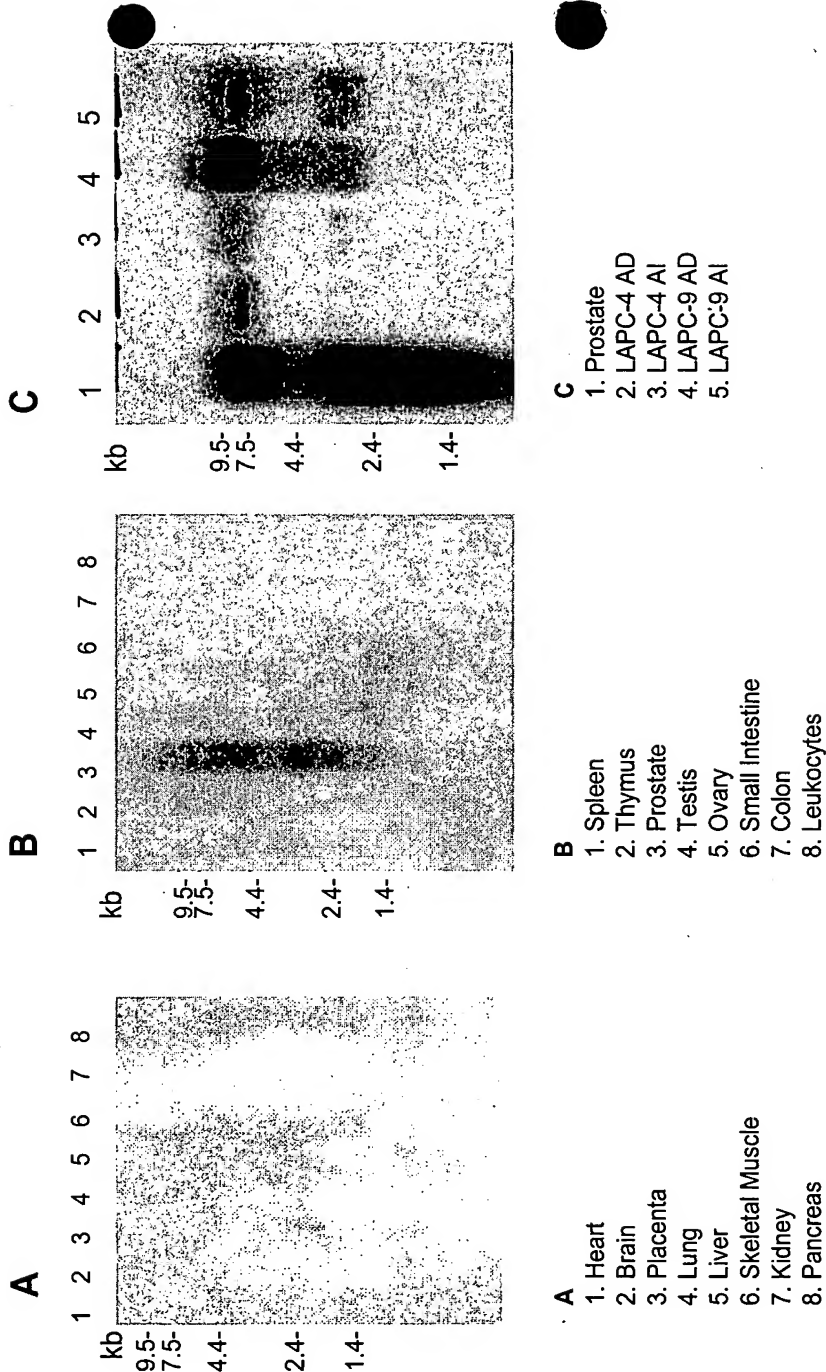 A
1 2 3 4 5 6 7 8
kb
9.5-
7.5-
4.4-
2.4-
1.4-
A
1. Heart
2. Brain
3. Placenta
4. Lung
5. Liver
6. Skeletal Muscle
7. Kidney
8. Pancreas
B
1 2 3 4 5 6 7 8
kb
9.5-
7.5-
4.4-
2.4-
1.4-
B
1. Spleen
2. Thymus
3. Prostate
4. Testis
5. Ovary
6. Small Intestine
7. Colon
8. Leukocytes
C
1 2 3 4 5
kb
9.5-
7.5-
4.4-
2.4-
1.4-
C
1. Prostate
2. LAPC-4 AD
3. LAPC-4 AI
4. LAPC-9 AD
5. LAPC-9 AI